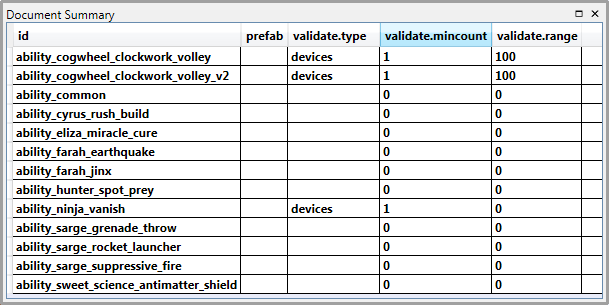 Document Summary
id prefab validate.type validate.mincount validate.range
ability_cogwheel_clockwork_volley devices 1 100
ability_cogwheel_clockwork_volley_v2 devices 1 100
ability_common 0 0
ability_cyrus_rush_build 0 0
ability_eliza_miracle_cure 0 0
ability_farah_earthquake 0 0
ability_farah_jinx 0 0
ability_hunter_spot_prey 0 0
ability_ninja_vanish devices 1 0
ability_sarge_grenade_throw 0 0
ability_sarge_rocket_launcher 0 0
ability_sarge_suppressive_fire 0 0
ability_sweet_science_antimatter_shield 0 0